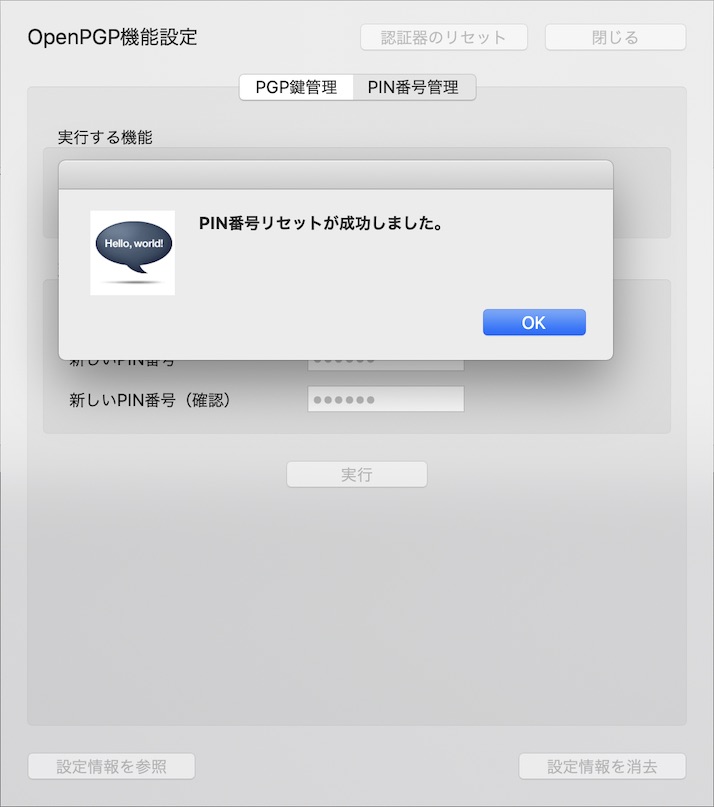 OpenPGP機能設定
認証器のリセット
閉じる
PGP鍵管理
PIN番号管理
実行する機能
Hello, world!
PIN番号リセットが成功しました。
OK
新しいPIN番号
新しいPIN番号（確認）
実行
設定情報を参照
設定情報を消去